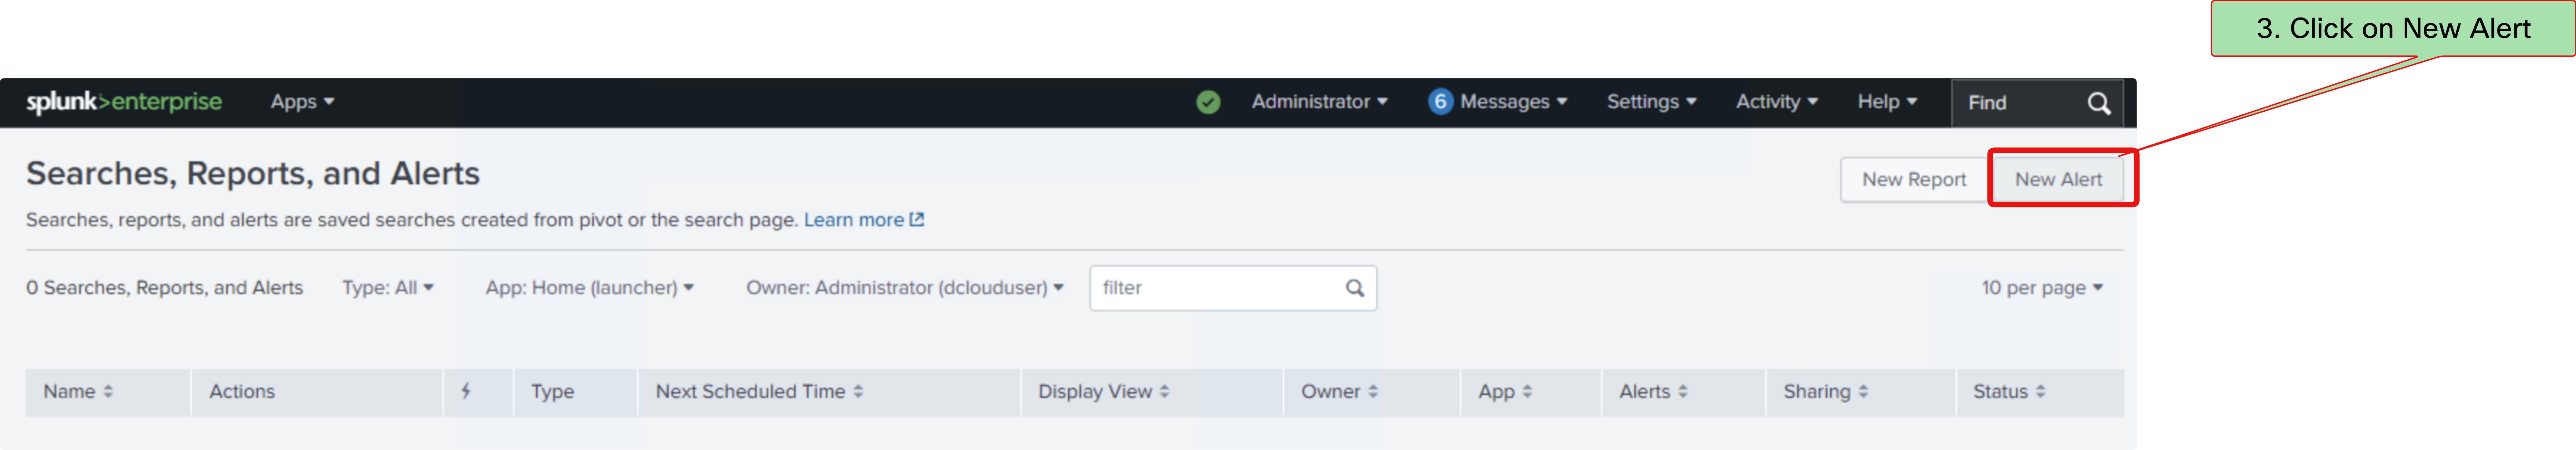 3. Click on New Alert
splunk>enterprise Apps Administrator 6 Messages Settings Activity Help Find
Searches, Reports, and Alerts
New Report New Alert
Searches, reports, and alerts are saved searches created from pivot or the search page. Learn more
0 Searches, Reports, and Alerts Type: All App: Home (launcher) Owner: Administrator (dclouduser) filter 10 per page
Name Actions Type Next Scheduled Time Display View Owner App Alerts Sharing Status